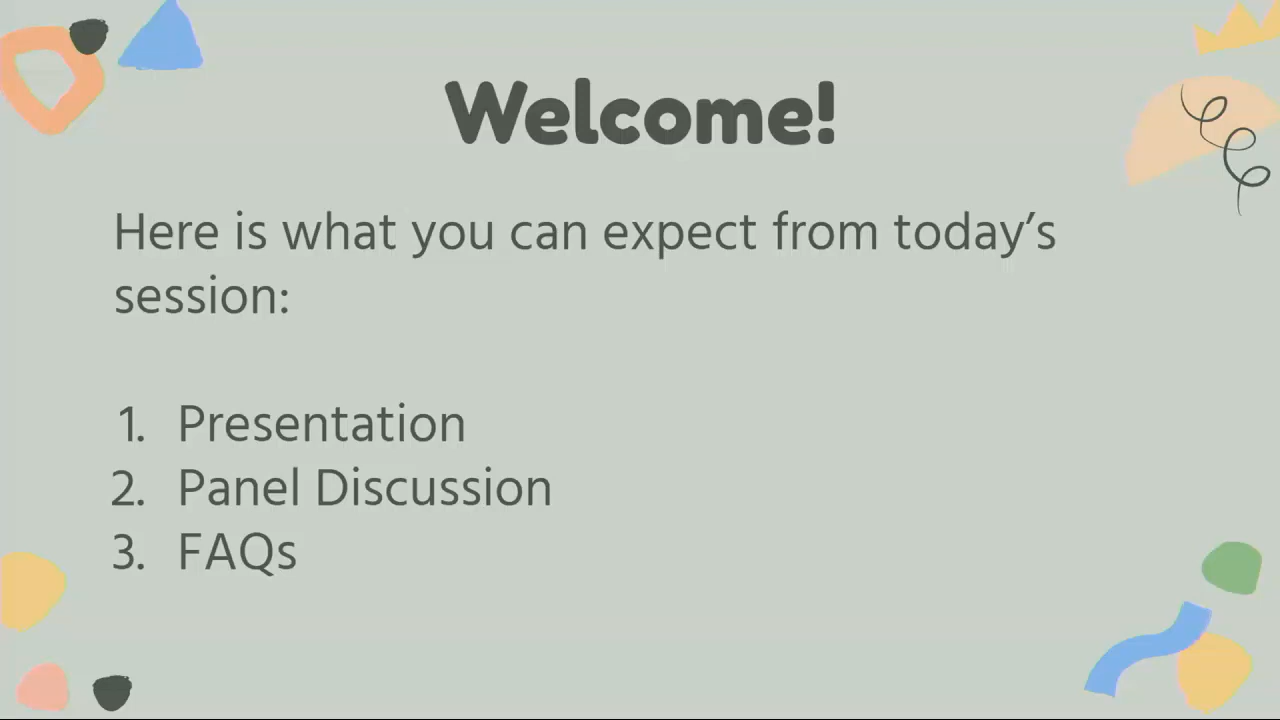 Welcome!
Here is what you can expect from today’s
session:
1. Presentation
2. Panel Discussion
3. FAQs